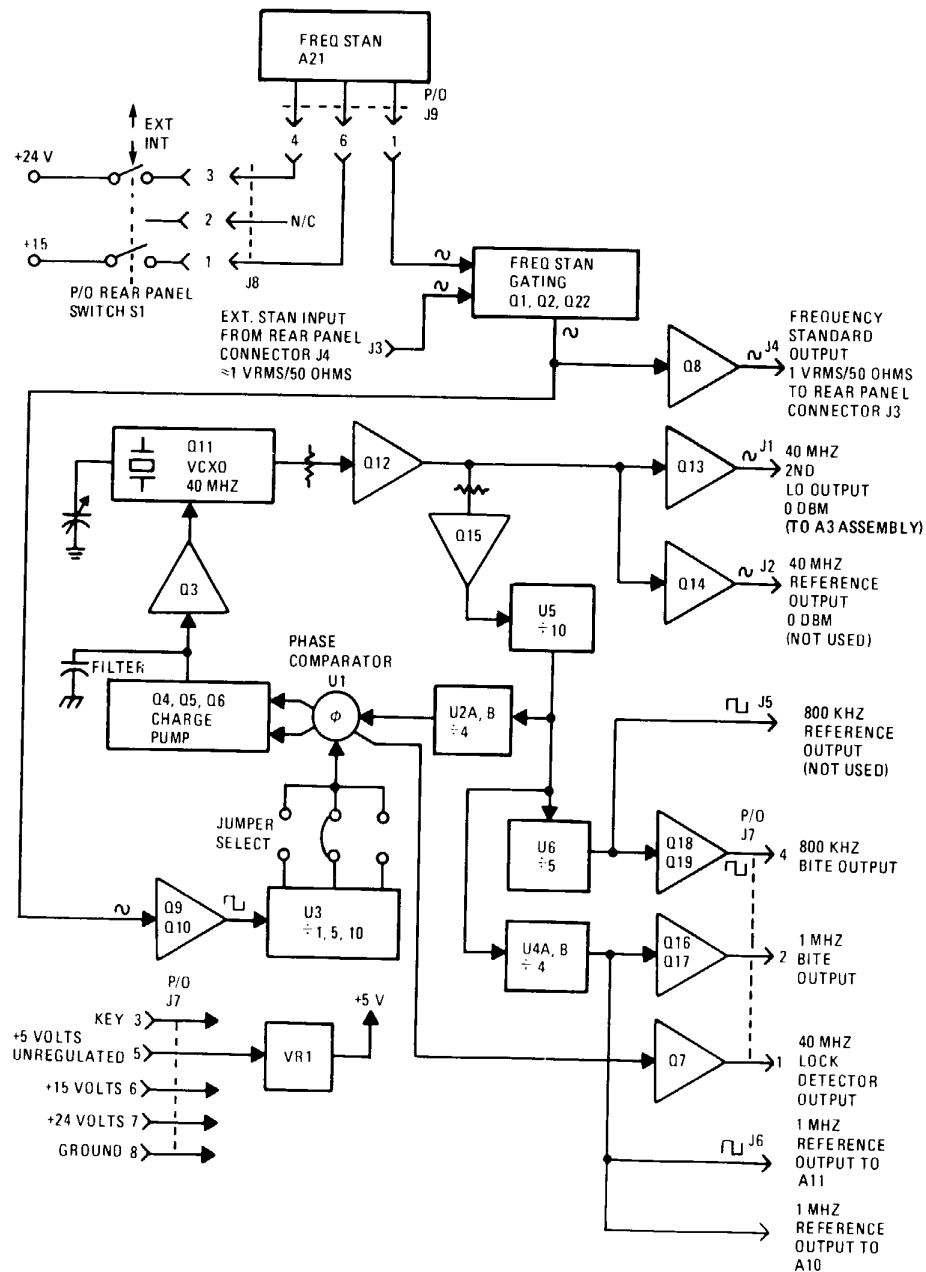 FREQ STAN
A21
P/O
J9
4 6 1
EXT
INT
+24 V
3
2
N/C
+15
1
J8
P/O REAR PANEL
SWITCH S1
FREQ STAN
GATING
Q1, Q2, Q22
EXT. STAN INPUT
FROM REAR PANEL
CONNECTOR J4
≈1 VRMS/50 OHMS
J3
Q8
J4
FREQUENCY
STANDARD
OUTPUT
1 VRMS/50 OHMS
TO REAR PANEL
CONNECTOR J3
Q11
VCXO
40 MHZ
Q12
Q13
J1
40 MHZ
2ND
LO OUTPUT
0 DBM
(TO A3 ASSEMBLY)
Q15
Q14
J2
40 MHZ
REFERENCE
OUTPUT
0 DBM
(NOT USED)
Q3
U5
÷10
PHASE
COMPARATOR
U1
FILTER
Q4, Q5, Q6
CHARGE
PUMP
Φ
U2A, B
÷4
J5
800 KHZ
REFERENCE
OUTPUT
(NOT USED)
JUMPER
SELECT
U6
÷5
P/O
J7
Q18
Q19
4
800 KHZ
BITE OUTPUT
Q9
Q10
U3
÷1, 5, 10
U4A, B
÷ 4
Q16
Q17
2
1 MHZ
BITE
OUTPUT
P/O
J7
KEY 3
+5 VOLTS
UNREGULATED 5
VR1
+5 V
+15 VOLTS 6
+24 VOLTS 7
GROUND 8
Q7
1
40 MHZ
LOCK
DETECTOR
OUTPUT
J6
1 MHZ
REFERENCE
OUTPUT TO
A11
1 MHZ
REFERENCE
OUTPUT TO
A10